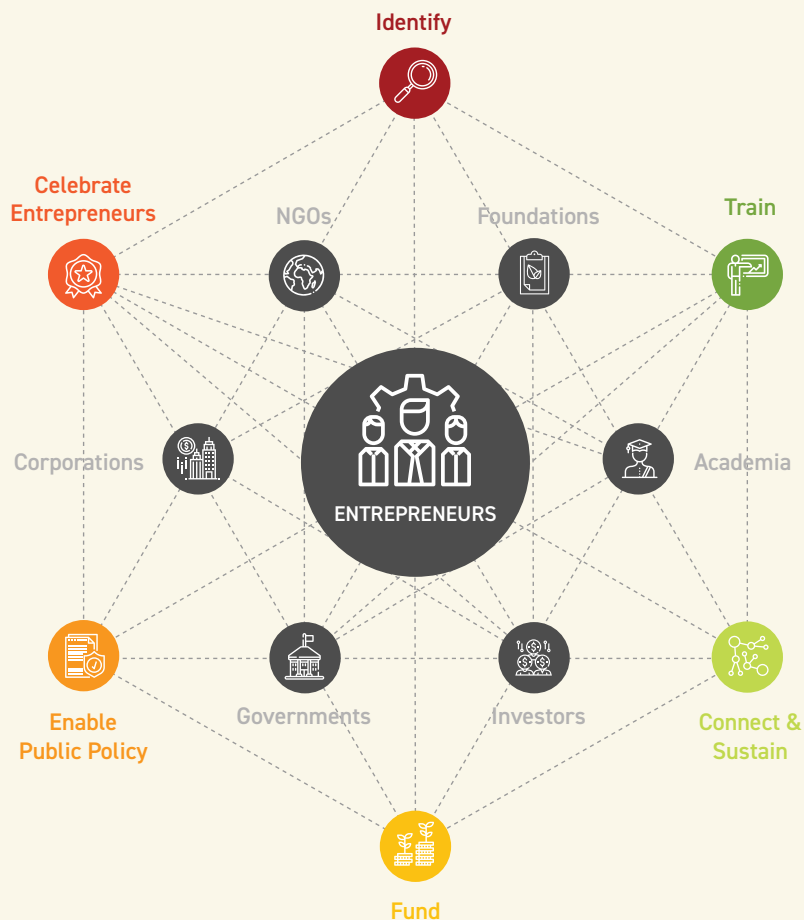 Identify
Celebrate
Entrepreneurs
NGOs
Foundations
Train
Corporations
ENTREPRENEURS
Academia
Enable
Public Policy
Governments
Investors
Connect &
Sustain
Fund